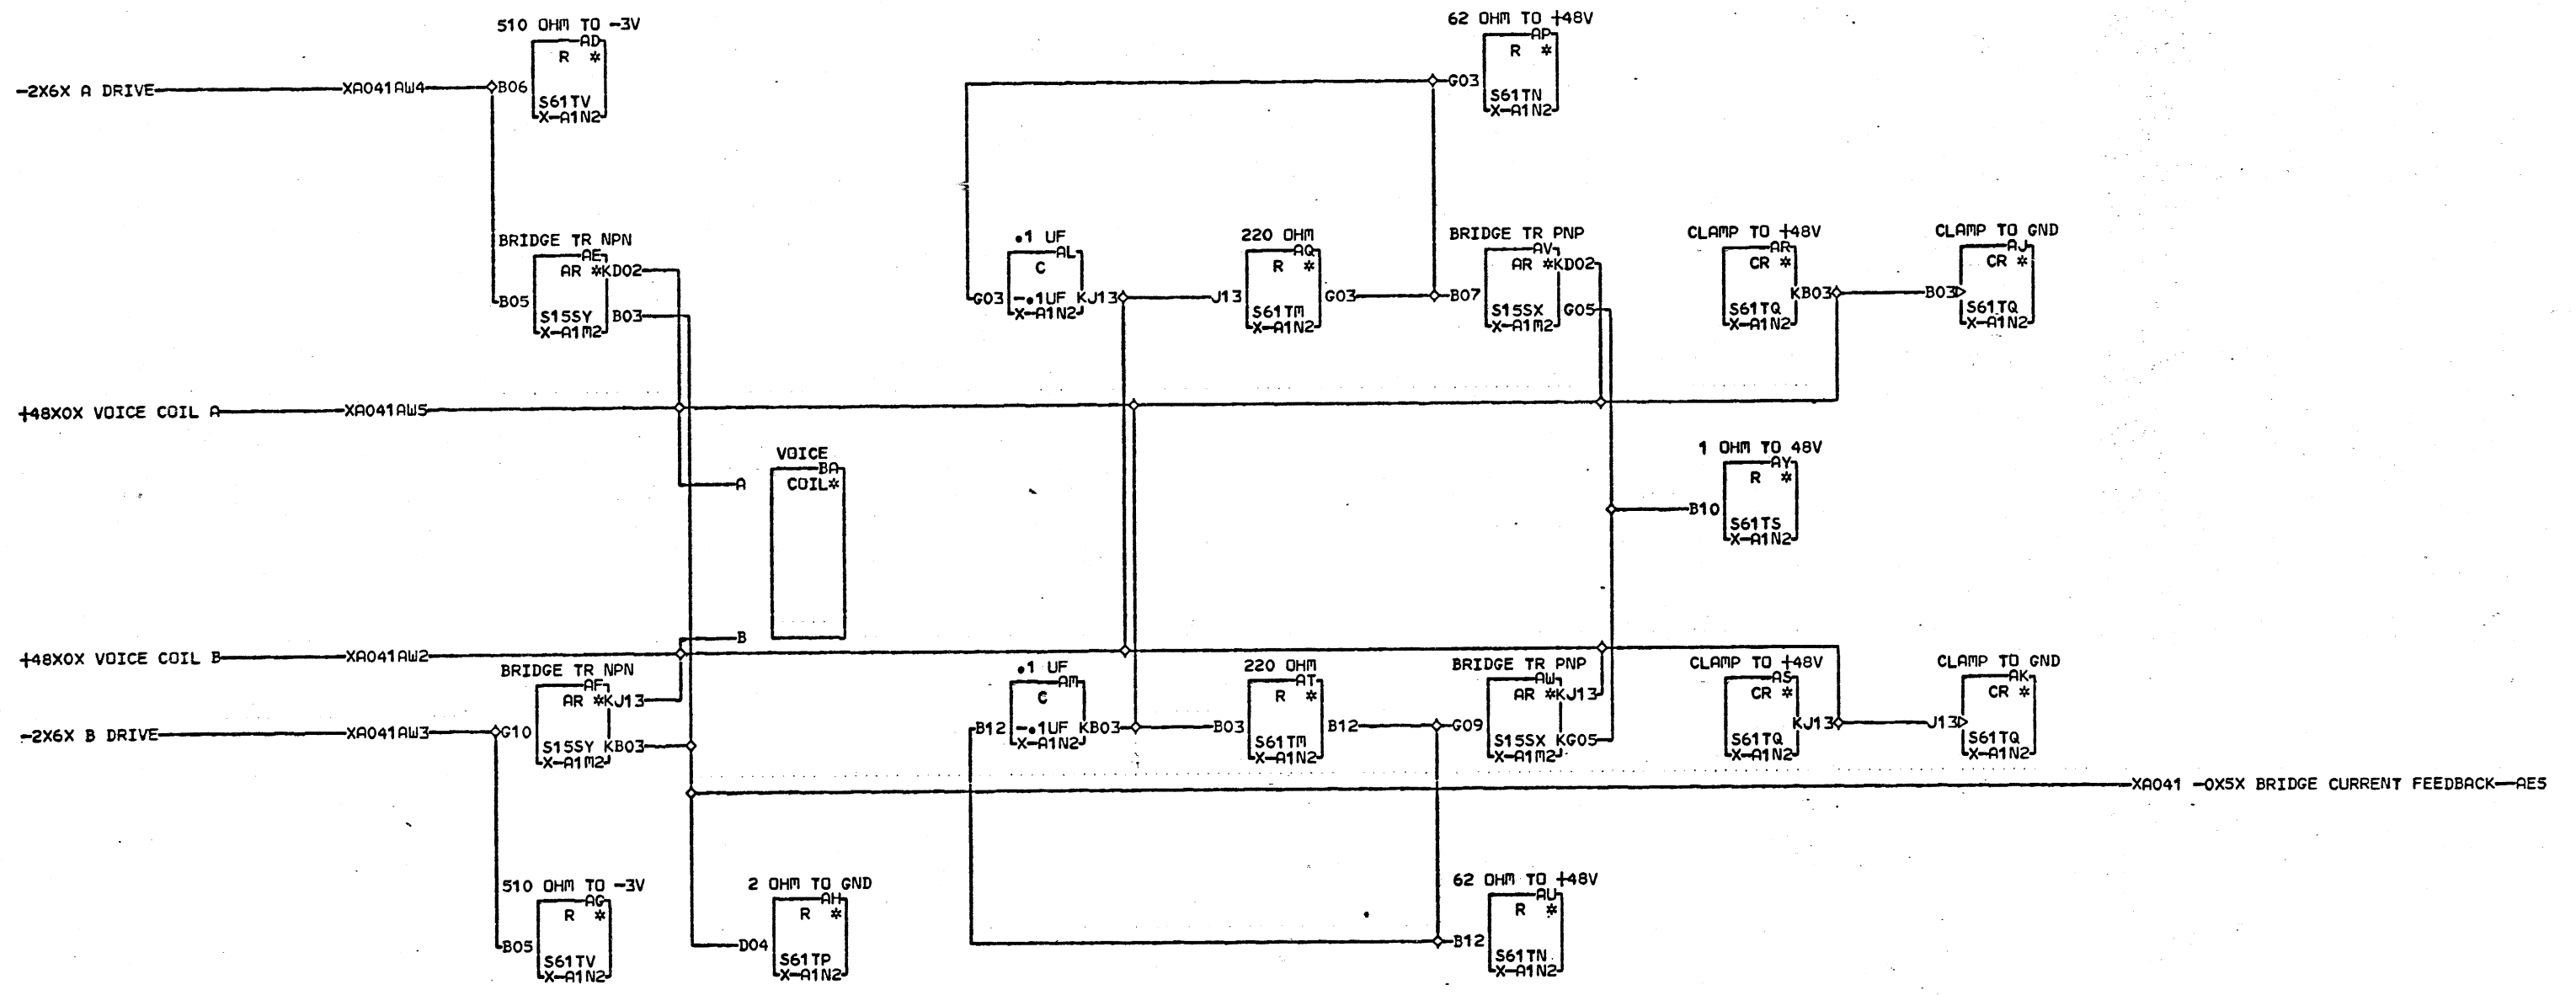 510 OHM TO -3V
AD
R *
S61TV
X-A1N2
-2X6X A DRIVE
XA041AW4
B06
62 OHM TO +48V
AP
R *
S61TN
X-A1N2
G03
BRIDGE TR NPN
AE
AR *KD02
B05
S15SY B03
X-A1M2
.1 UF
AL
C
G03 -.1UF KJ13
X-A1N2
220 OHM
AQ
R *
J13
G03
S61TM
X-A1N2
BRIDGE TR PNP
AV
AR *KD02
B07
S15SX G05
X-A1M2
CLAMP TO +48V
AR
CR *
KB03
S61TQ
X-A1N2
CLAMP TO GND
AJ
CR *
B03
S61TQ
X-A1N2
+48X0X VOICE COIL A
XA041AW5
VOICE
BA
COIL*
A
B
1 OHM TO 48V
AY
R *
B10
S61TS
X-A1N2
+48X0X VOICE COIL B
XA041AW2
BRIDGE TR NPN
AF
AR *KJ13
-2X6X B DRIVE
XA041AW3
G10
S15SY KB03
X-A1M2
.1 UF
AM
C
B12 -.1UF KB03
X-A1N2
220 OHM
AT
R *
B03
B12
S61TM
X-A1N2
BRIDGE TR PNP
AW
AR *KJ13
G09
S15SX KG05
X-A1M2
CLAMP TO +48V
AS
CR *
KJ13
S61TQ
X-A1N2
CLAMP TO GND
AK
CR *
J13
S61TQ
X-A1N2
XA041 -0X5X BRIDGE CURRENT FEEDBACK-AE5
510 OHM TO -3V
AG
R *
B05
S61TV
X-A1N2
2 OHM TO GND
AH
R *
D04
S61TP
X-A1N2
62 OHM TO +48V
AU
R *
B12
S61TN
X-A1N2